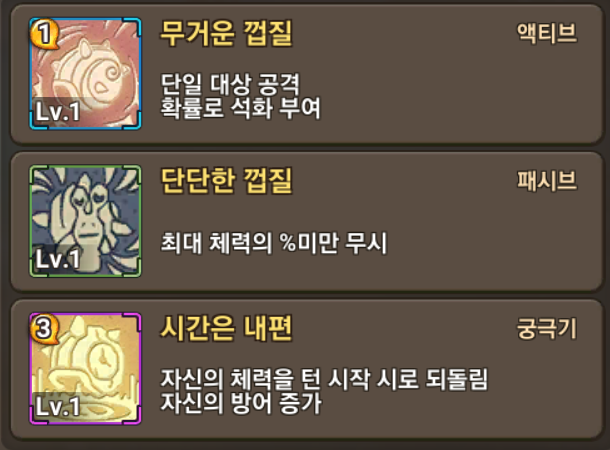 1
무거운 껍질
액티브
단일 대상 공격
확률로 석화 부여
Lv.1
단단한 껍질
패시브
최대 체력의 %미만 무시
Lv.1
3
시간은 내편
궁극기
자신의 체력을 턴 시작 시로 되돌림
자신의 방어 증가
Lv.1